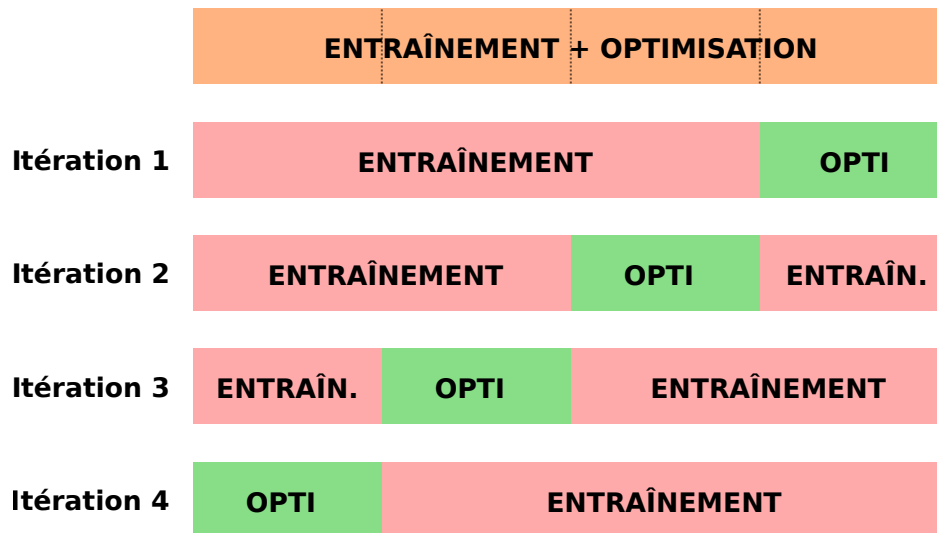 ENTRAÎNEMENT + OPTIMISATION
Itération 1 ENTRAÎNEMENT OPTI
Itération 2 ENTRAÎNEMENT OPTI ENTRAÎN.
Itération 3 ENTRAÎN. OPTI ENTRAÎNEMENT
Itération 4 OPTI ENTRAÎNEMENT